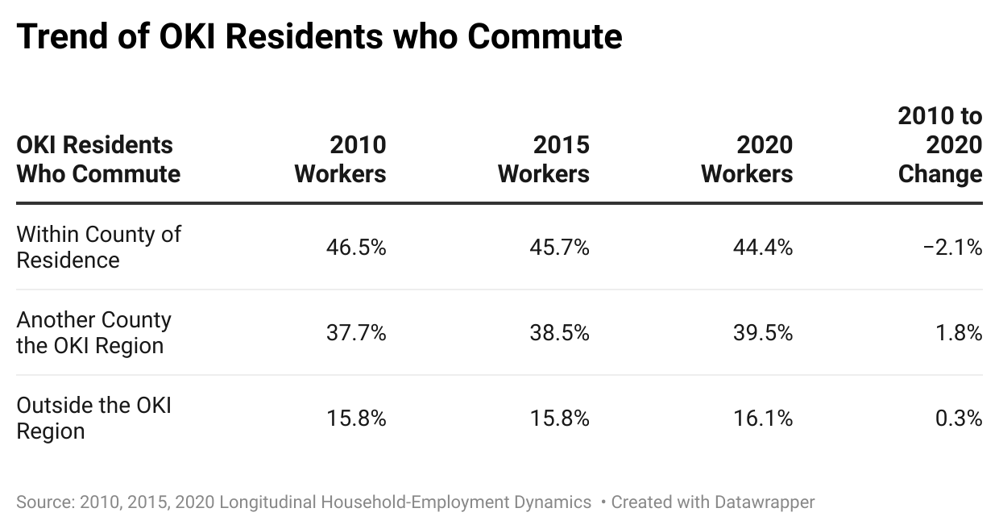 Trend of OKI Residents who Commute
2010 to
OKI Residents 2010 2015 2020 2020
Who Commute Workers Workers Workers Change
Within County of
Residence 46.5% 45.7% 44.4% −2.1%
Another County
the OKI Region 37.7% 38.5% 39.5% 1.8%
Outside the OKI
Region 15.8% 15.8% 16.1% 0.3%
Source: 2010, 2015, 2020 Longitudinal Household-Employment Dynamics • Created with Datawrapper